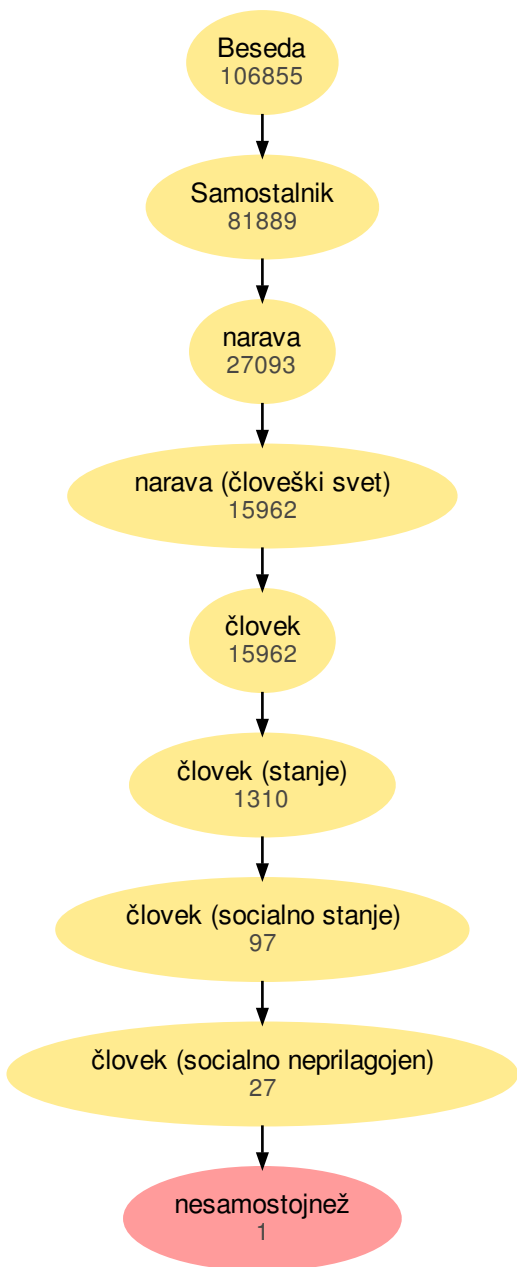 Beseda
106855
Samostalnik
81889
narava
27093
narava (človeški svet)
15962
človek
15962
človek (stanje)
1310
človek (socialno stanje)
97
človek (socialno neprilagojen)
27
nesamostojnež
1